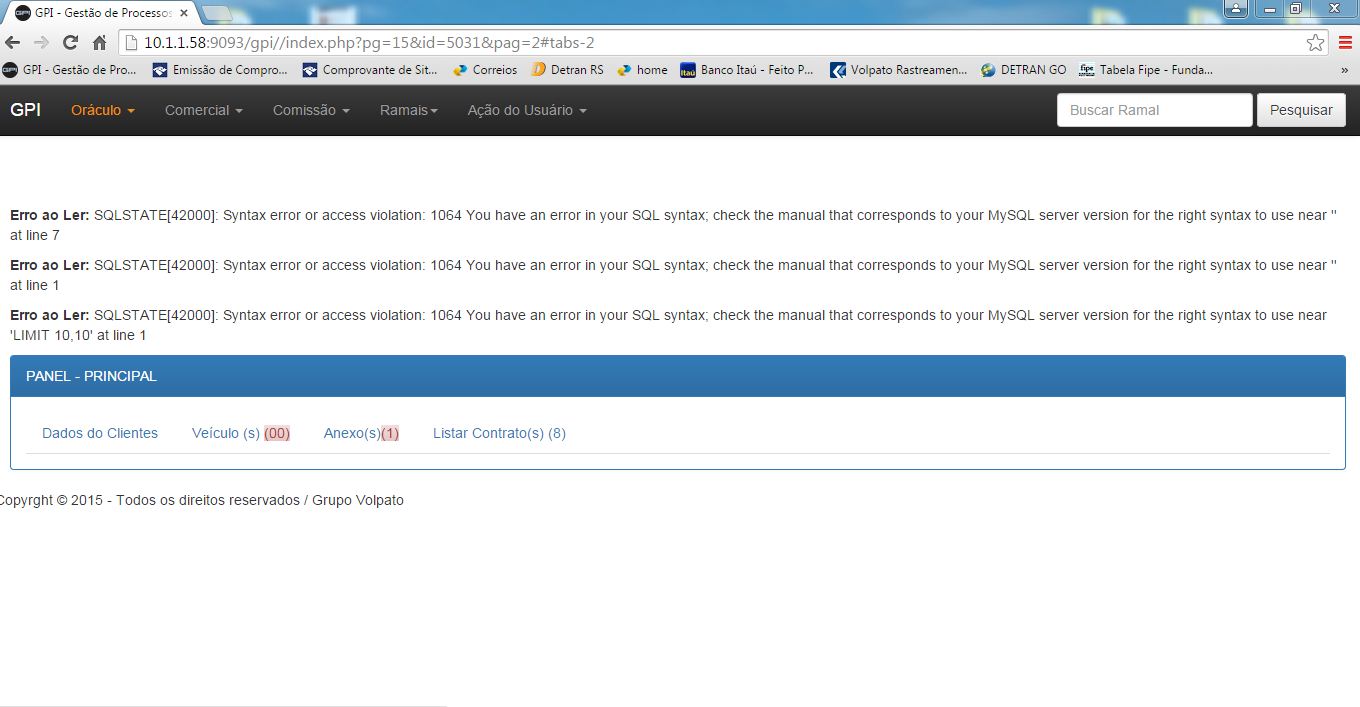 GPI - Gestão de Processos
10.1.1.58:9093/gpi//index.php?pg=15&id=5031&pag=2#tabs-2
GPI - Gestão de Pro... Emissão de Compro... Comprovante de Sit... Correios Detran RS home Banco Itaú - Feito P... Volpato Rastreamen... DETRAN GO Tabela Fipe - Funda... »
GPI Oráculo Comercial Comissão Ramais Ação do Usuário Buscar Ramal Pesquisar
Erro ao Ler: SQLSTATE[42000]: Syntax error or access violation: 1064 You have an error in your SQL syntax; check the manual that corresponds to your MySQL server version for the right syntax to use near ''
at line 7
Erro ao Ler: SQLSTATE[42000]: Syntax error or access violation: 1064 You have an error in your SQL syntax; check the manual that corresponds to your MySQL server version for the right syntax to use near ''
at line 1
Erro ao Ler: SQLSTATE[42000]: Syntax error or access violation: 1064 You have an error in your SQL syntax; check the manual that corresponds to your MySQL server version for the right syntax to use near
'LIMIT 10,10' at line 1
PANEL - PRINCIPAL
Dados do Clientes Veículo (s) (00) Anexo(s)(1) Listar Contrato(s) (8)
Copyrght © 2015 - Todos os direitos reservados / Grupo Volpato